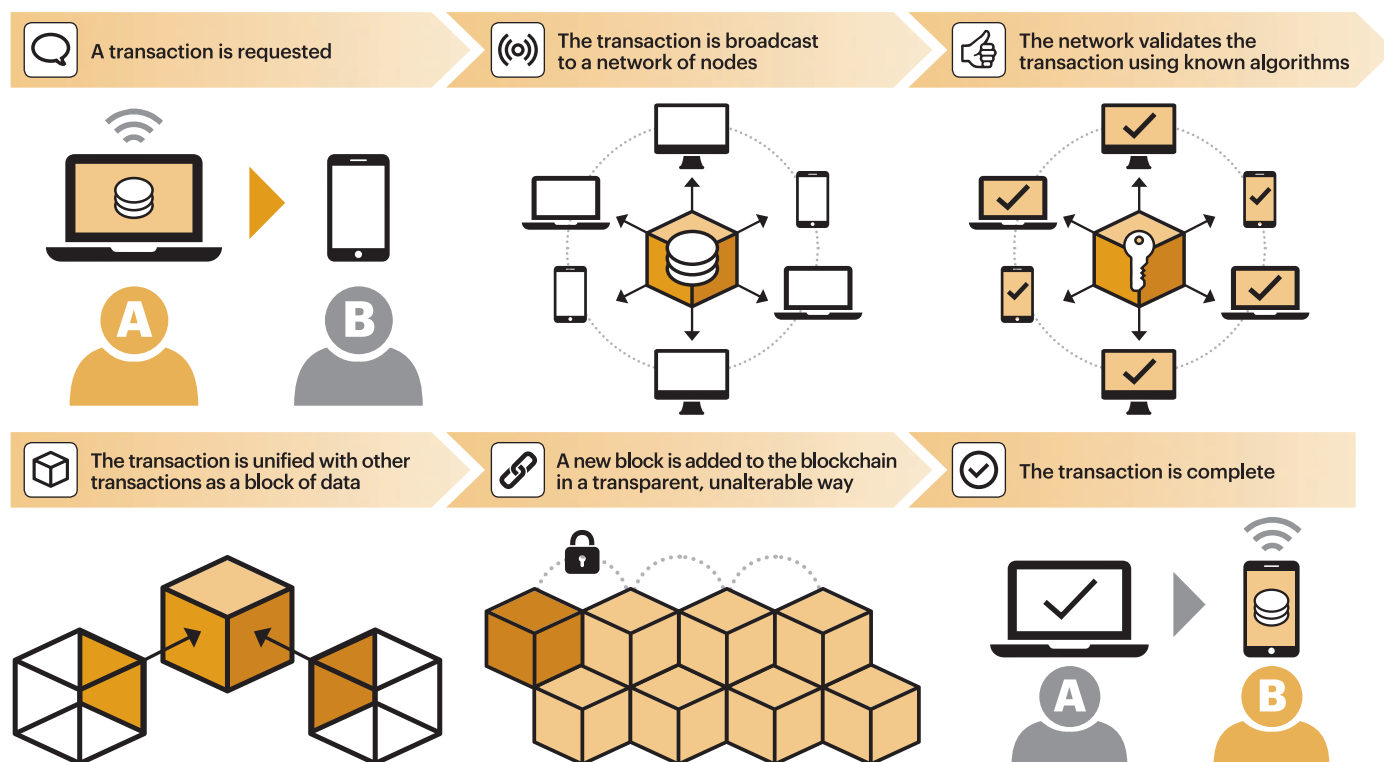 A transaction is requested
The transaction is broadcast
to a network of nodes
The network validates the
transaction using known algorithms
A
B
The transaction is unified with other
transactions as a block of data
A new block is added to the blockchain
in a transparent, unalterable way
The transaction is complete
A
B